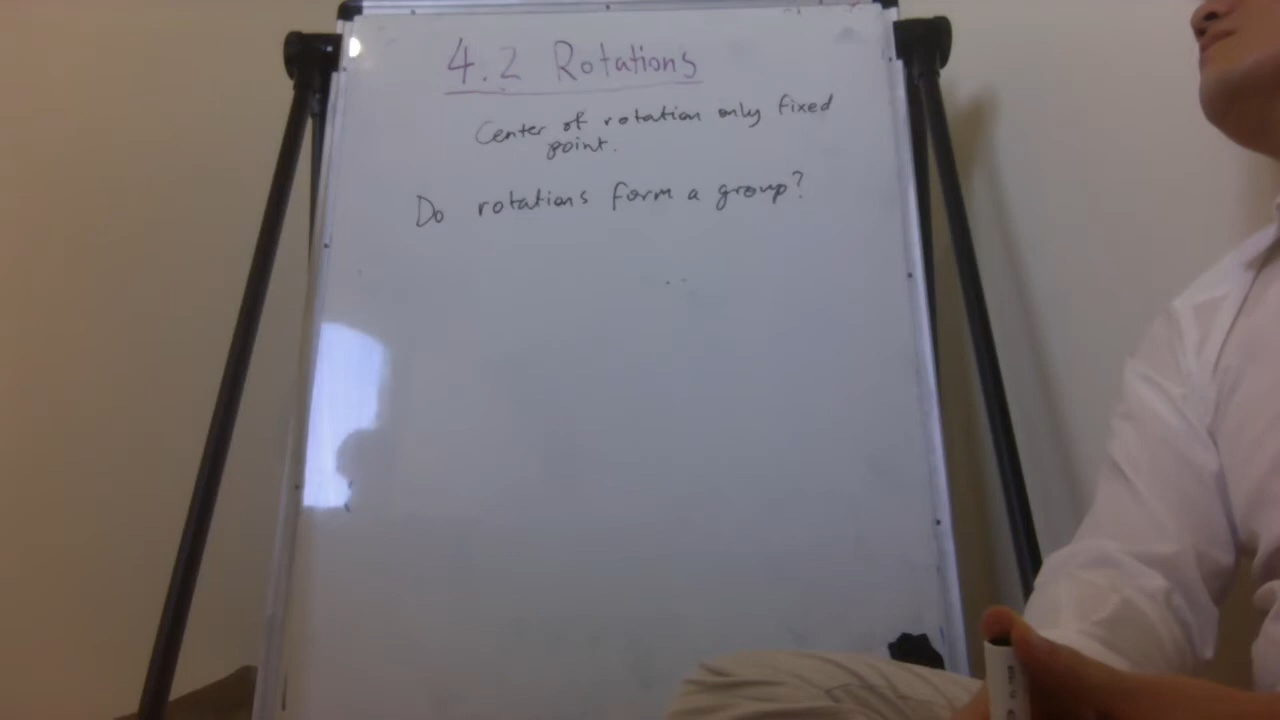 4.2 Rotations
Center of rotation only fixed
point.
Do rotations form a group?